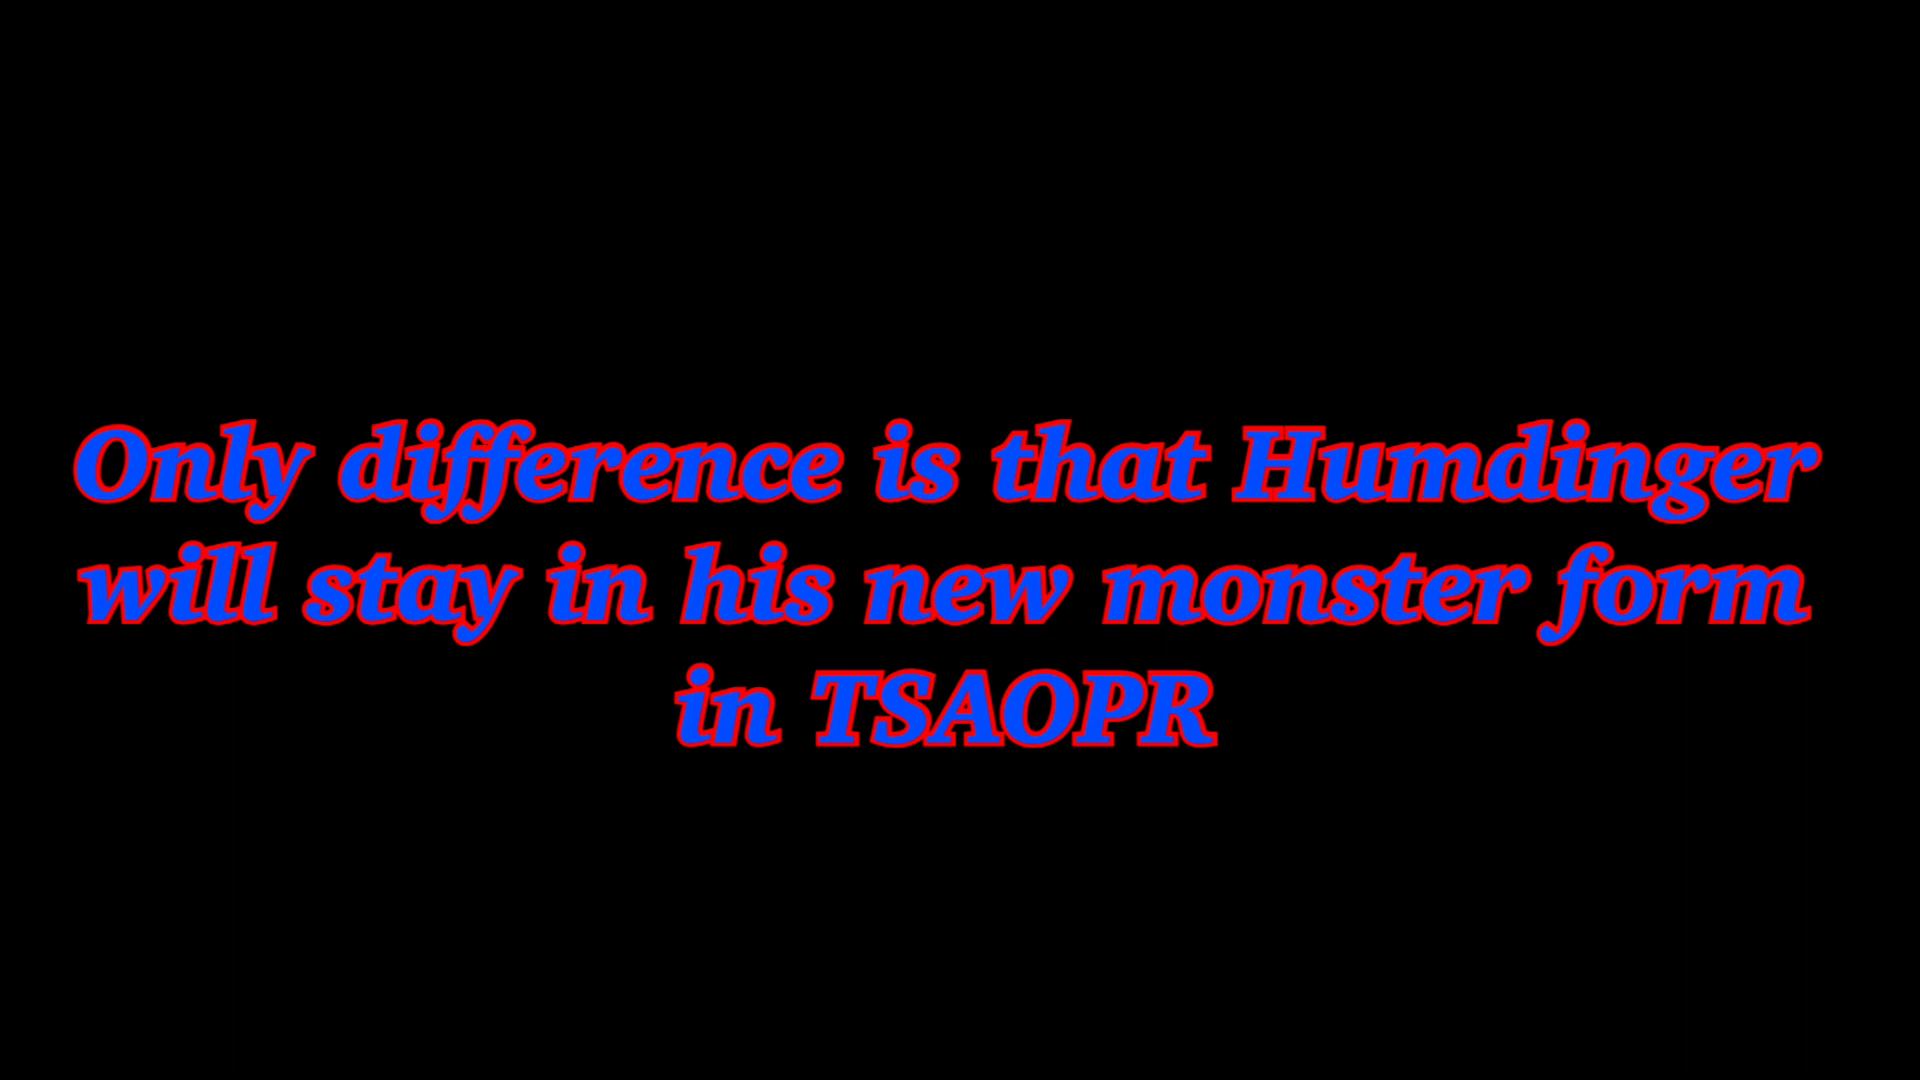 Only difference is that Humdinger
will stay in his new monster form
in TSAOPR